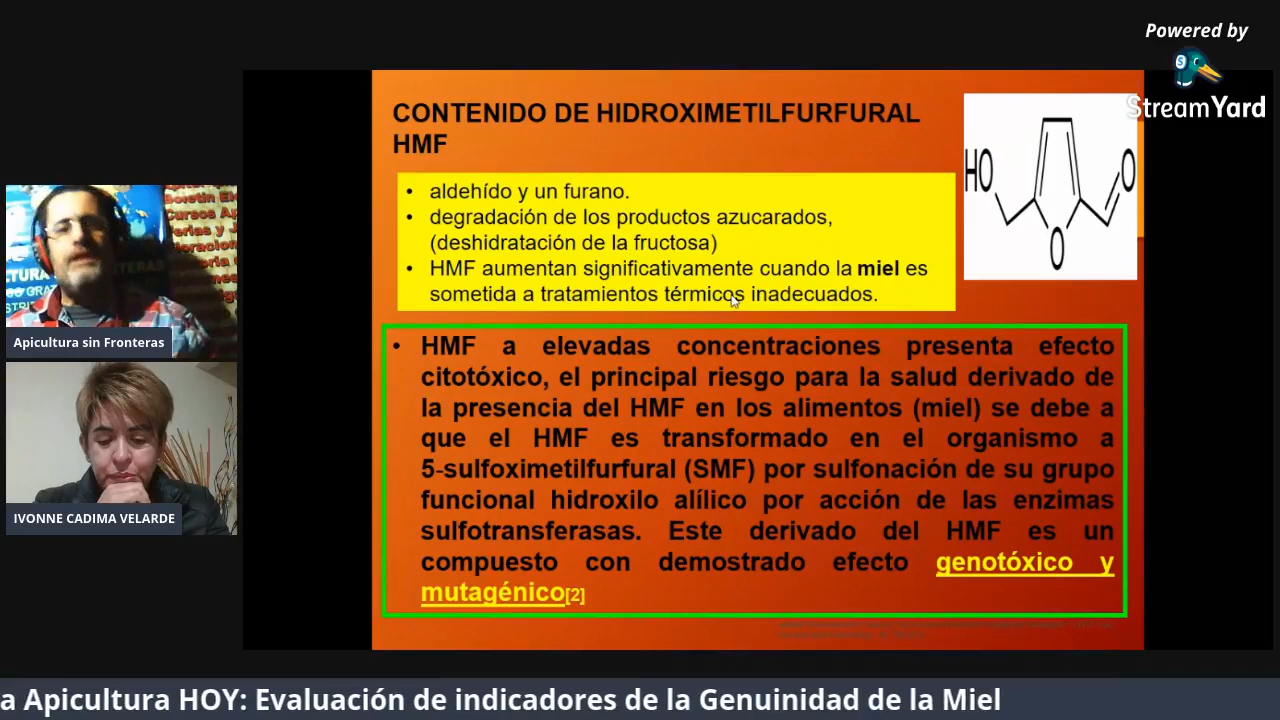 Powered by
StreamYard
CONTENIDO DE HIDROXIMETILFURFURAL
HMF
• aldehído y un furano.
• degradación de los productos azucarados,
(deshidratación de la fructosa)
• HMF aumentan significativamente cuando la miel es
sometida a tratamientos térmicos inadecuados.
HO
O
O
• HMF a elevadas concentraciones presenta efecto
citotóxico, el principal riesgo para la salud derivado de
la presencia del HMF en los alimentos (miel) se debe a
que el HMF es transformado en el organismo a
5-sulfoximetilfurfural (SMF) por sulfonación de su grupo
funcional hidroxilo alílico por acción de las enzimas
sulfotransferasas. Este derivado del HMF es un
compuesto con demostrado efecto genotóxico y
mutagénico[2]
Apicultura sin Fronteras
IVONNE CADIMA VELARDE
a Apicultura HOY: Evaluación de indicadores de la Genuinidad de la Miel